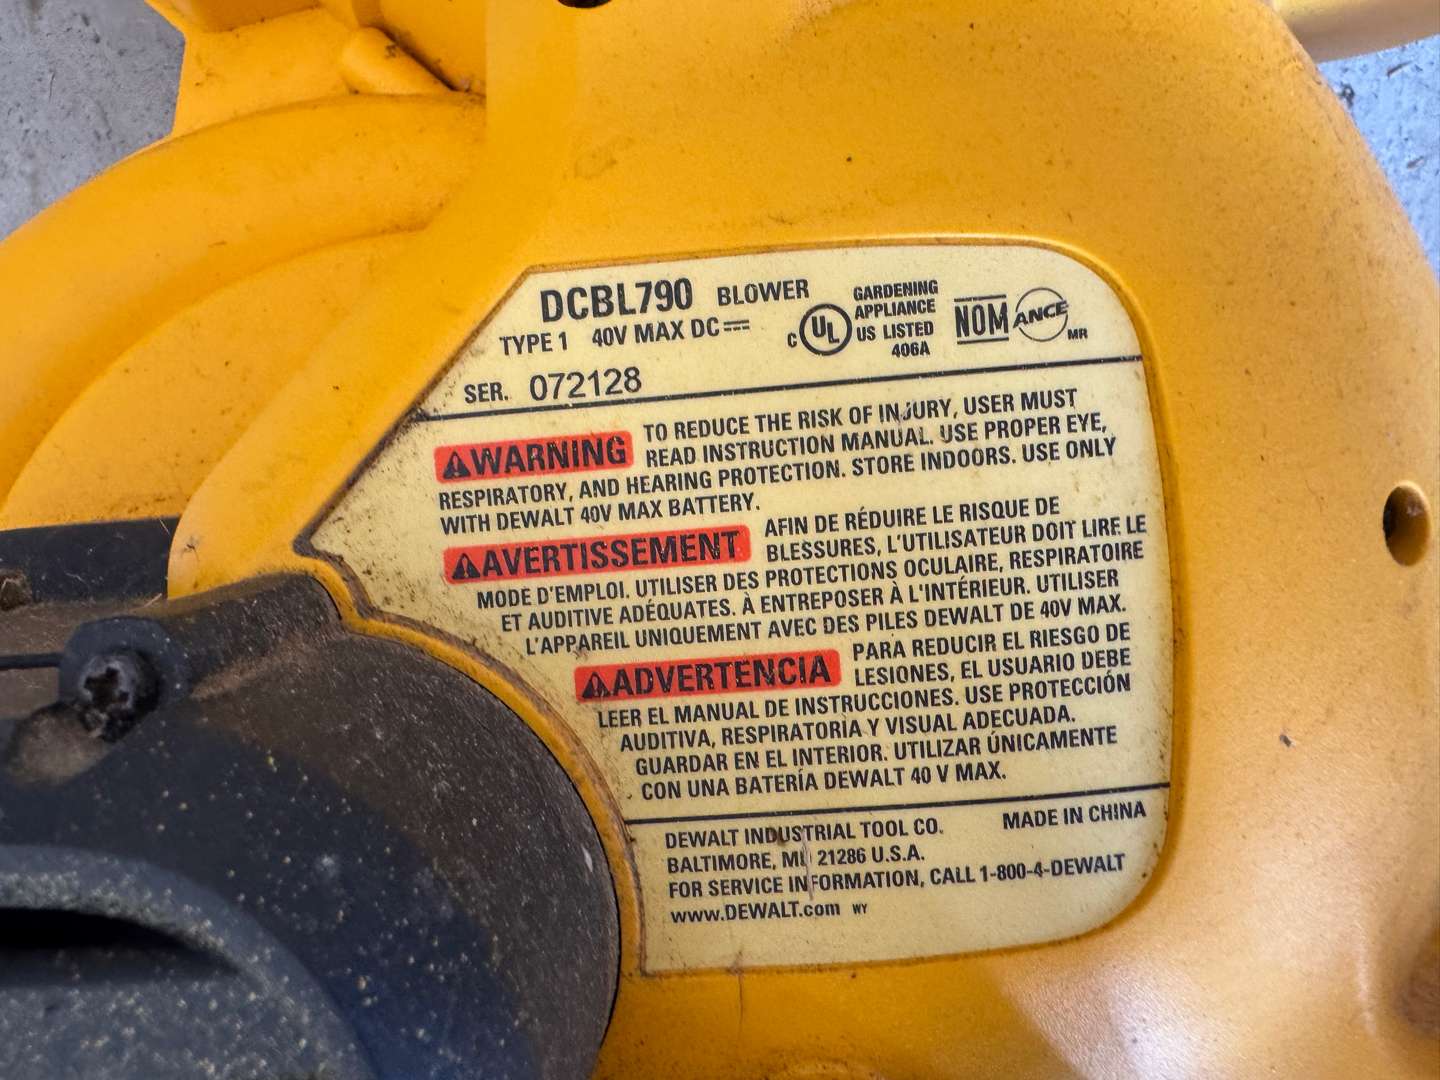 DCBL790 BLOWER
TYPE 1 40V MAX DC
C UL US LISTED
GARDENING
APPLIANCE
406A
NOM ANCE MR
SER. 072128
WARNING TO REDUCE THE RISK OF INJURY, USER MUST
READ INSTRUCTION MANUAL. USE PROPER EYE,
RESPIRATORY, AND HEARING PROTECTION. STORE INDOORS. USE ONLY
WITH DEWALT 40V MAX BATTERY.
AVERTISSEMENT AFIN DE RÉDUIRE LE RISQUE DE
BLESSURES, L'UTILISATEUR DOIT LIRE LE
MODE D'EMPLOI. UTILISER DES PROTECTIONS OCULAIRE, RESPIRATOIRE
ET AUDITIVE ADÉQUATES. À ENTREPOSER À L'INTÉRIEUR. UTILISER
L'APPAREIL UNIQUEMENT AVEC DES PILES DEWALT DE 40V MAX.
ADVERTENCIA PARA REDUCIR EL RIESGO DE
LESIONES, EL USUARIO DEBE
LEER EL MANUAL DE INSTRUCCIONES. USE PROTECCIÓN
AUDITIVA, RESPIRATORIA Y VISUAL ADECUADA.
GUARDAR EN EL INTERIOR. UTILIZAR ÚNICAMENTE
CON UNA BATERÍA DEWALT 40 V MAX.
DEWALT INDUSTRIAL TOOL CO. MADE IN CHINA
BALTIMORE, MD 21286 U.S.A.
FOR SERVICE INFORMATION, CALL 1-800-4-DEWALT
www.DEWALT.com WY